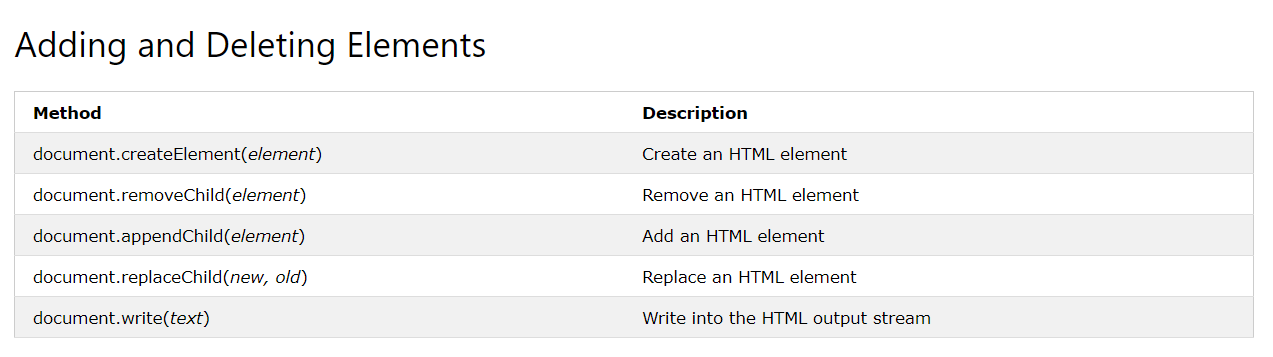 Adding and Deleting Elements
Method Description
document.createElement(element) Create an HTML element
document.removeChild(element) Remove an HTML element
document.appendChild(element) Add an HTML element
document.replaceChild(new, old) Replace an HTML element
document.write(text) Write into the HTML output stream